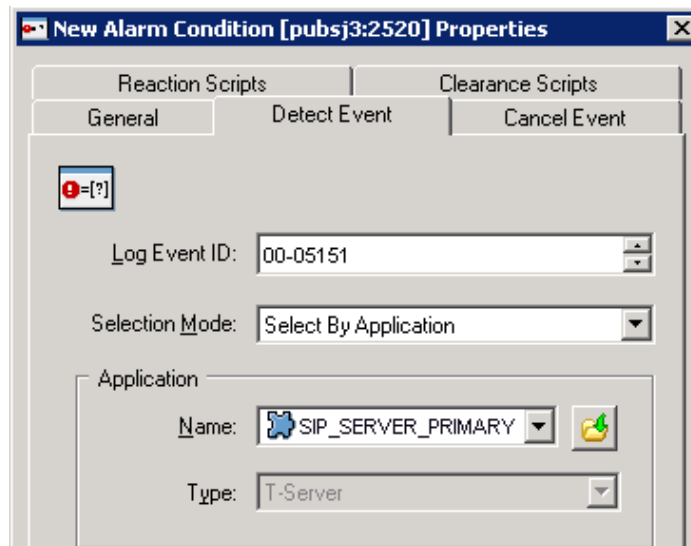 New Alarm Condition [pubsj3:2520] Properties
Reaction Scripts Clearance Scripts
General Detect Event Cancel Event
=[?]
Log Event ID: 00-05151
Selection Mode: Select By Application
Application
Name: SIP_SERVER_PRIMARY
Type: T-Server